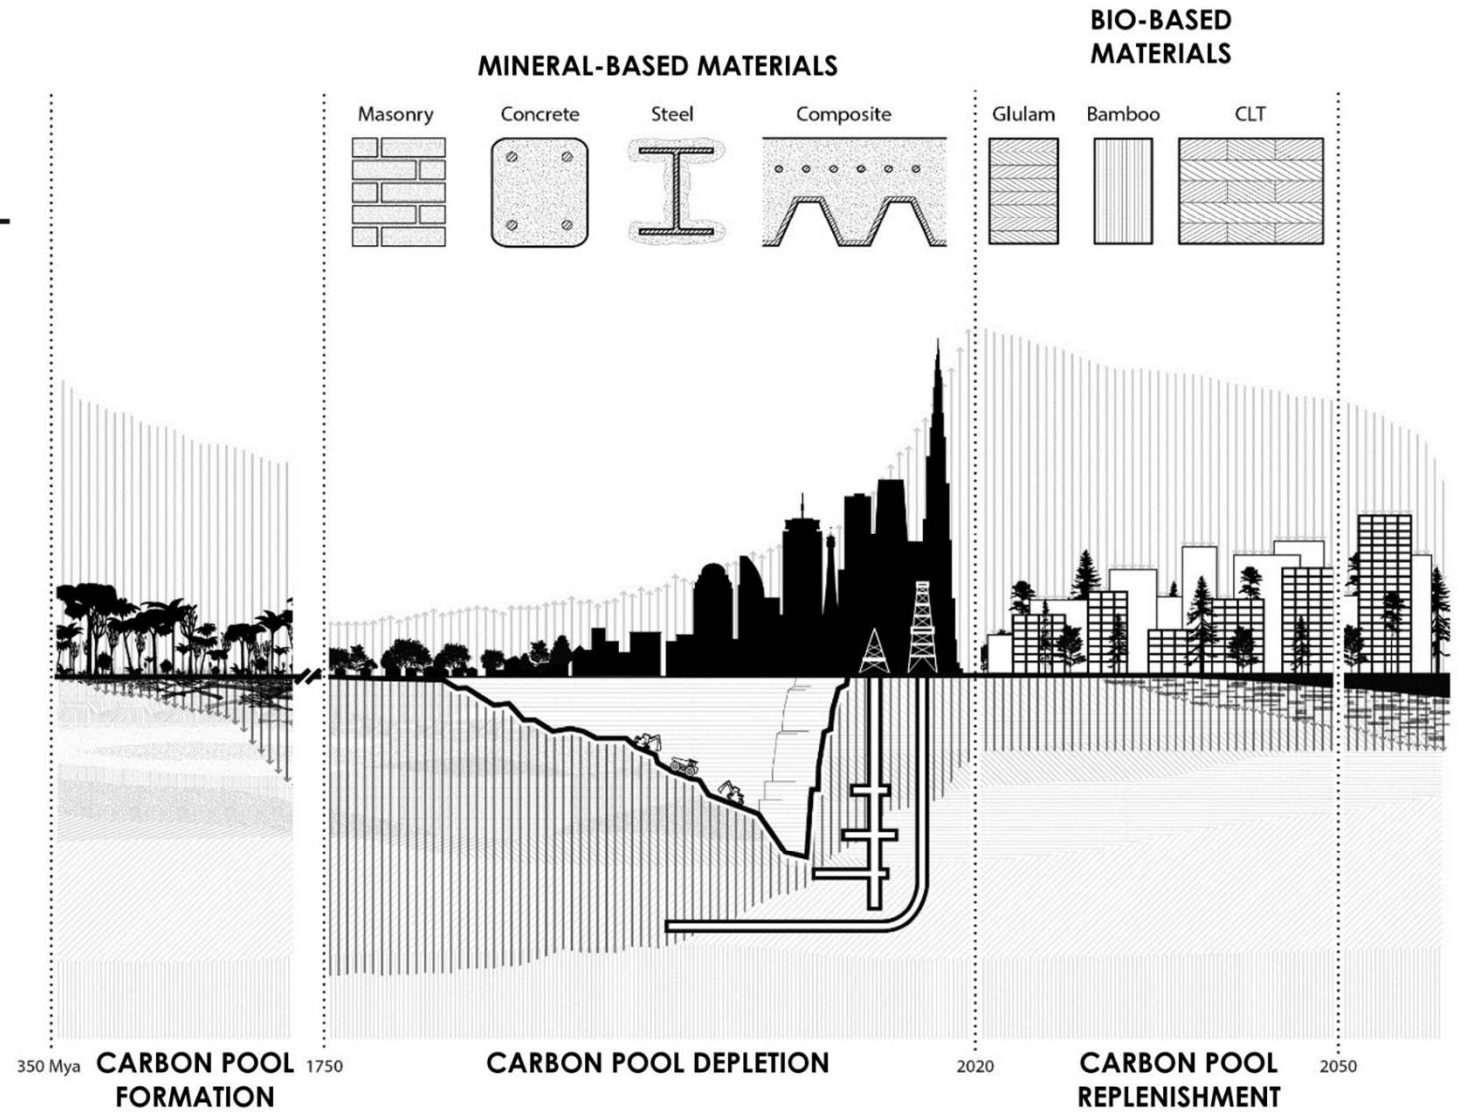 BIO-BASED
MATERIALS
MINERAL-BASED MATERIALS
Masonry
Concrete
Steel
Composite
Glulam
Bamboo
CLT
350 Mya
CARBON POOL
FORMATION
1750
CARBON POOL DEPLETION
2020
CARBON POOL
REPLENISHMENT
2050